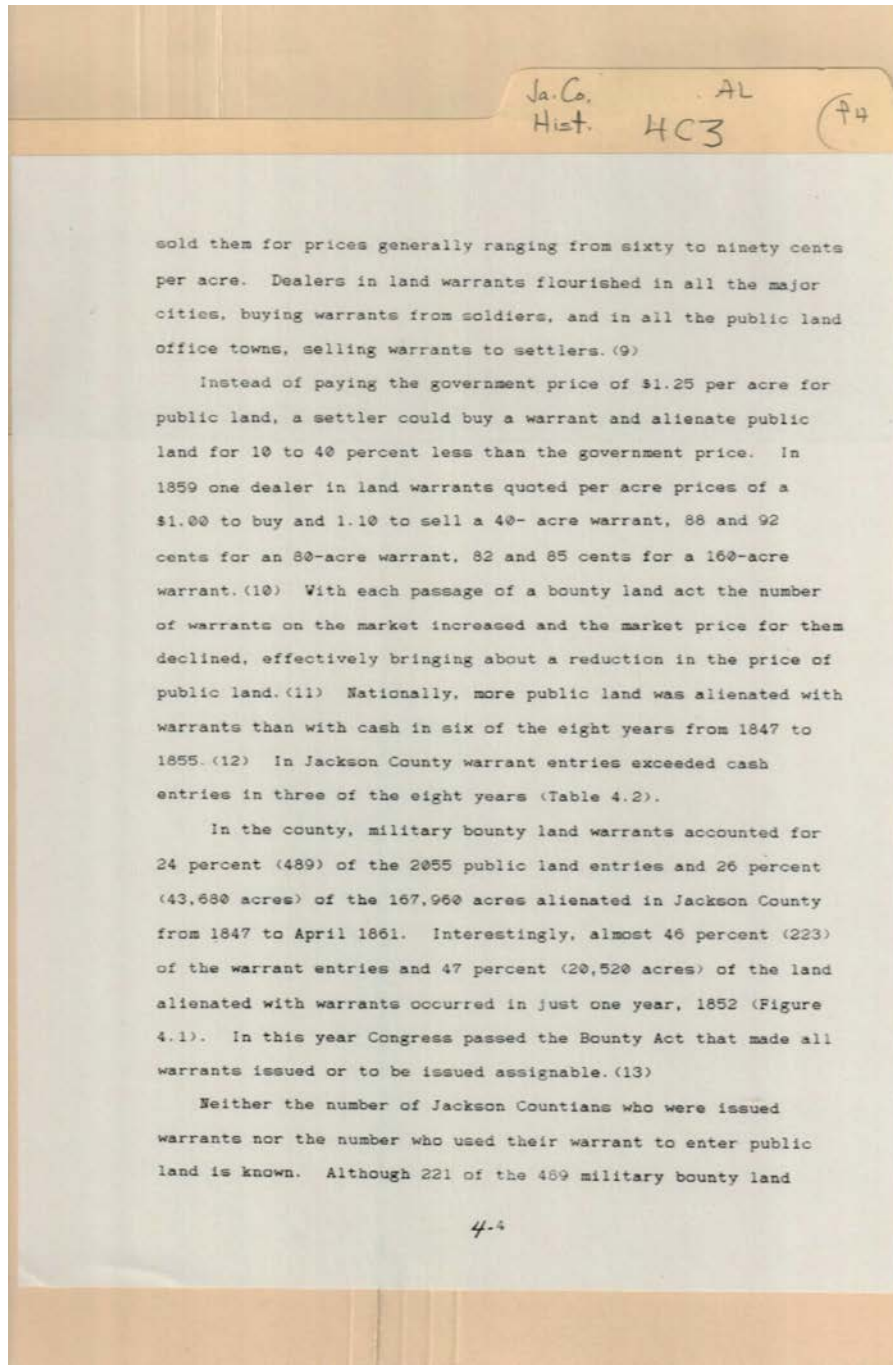 Ja. Co. AL
Hist. 4C3 P4
sold them for prices generally ranging from sixty to ninety cents
per acre. Dealers in land warrants flourished in all the major
cities, buying warrants from soldiers, and in all the public land
office towns, selling warrants to settlers.(9)
Instead of paying the government price of $1.25 per acre for
public land, a settler could buy a warrant and alienate public
land for 10 to 40 percent less than the government price. In
1859 one dealer in land warrants quoted per acre prices of a
$1.00 to buy and 1.10 to sell a 40- acre warrant, 88 and 92
cents for an 80-acre warrant, 82 and 85 cents for a 160-acre
warrant.(10) With each passage of a bounty land act the number
of warrants on the market increased and the market price for them
declined, effectively bringing about a reduction in the price of
public land.(11) Nationally, more public land was alienated with
warrants than with cash in six of the eight years from 1847 to
1855.(12) In Jackson County warrant entries exceeded cash
entries in three of the eight years (Table 4.2).
In the county, military bounty land warrants accounted for
24 percent (489) of the 2055 public land entries and 26 percent
(43,680 acres) of the 167,960 acres alienated in Jackson County
from 1847 to April 1861. Interestingly, almost 46 percent (223)
of the warrant entries and 47 percent (20,520 acres) of the land
alienated with warrants occurred in just one year, 1852 (Figure
4.1). In this year Congress passed the Bounty Act that made all
warrants issued or to be issued assignable.(13)
Neither the number of Jackson Countians who were issued
warrants nor the number who used their warrant to enter public
land is known. Although 221 of the 489 military bounty land
4-4